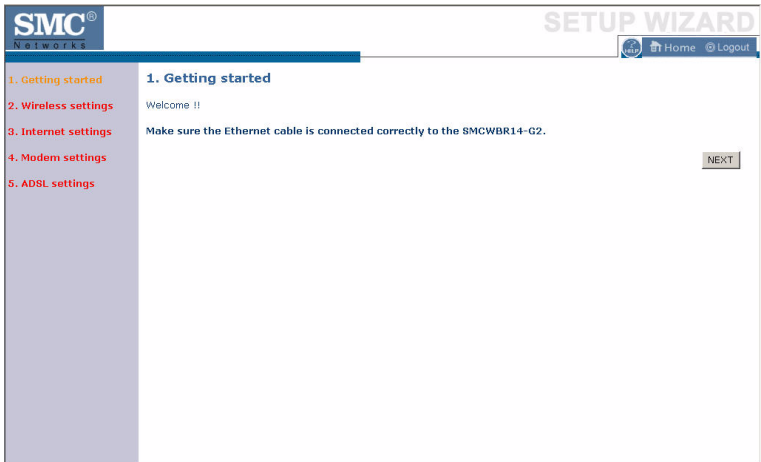 SMC®
Networks
SETUP WIZARD
HELP Home Logout
1. Getting started
2. Wireless settings
3. Internet settings
4. Modem settings
5. ADSL settings
1. Getting started
Welcome !!
Make sure the Ethernet cable is connected correctly to the SMCWBR14-G2.
NEXT